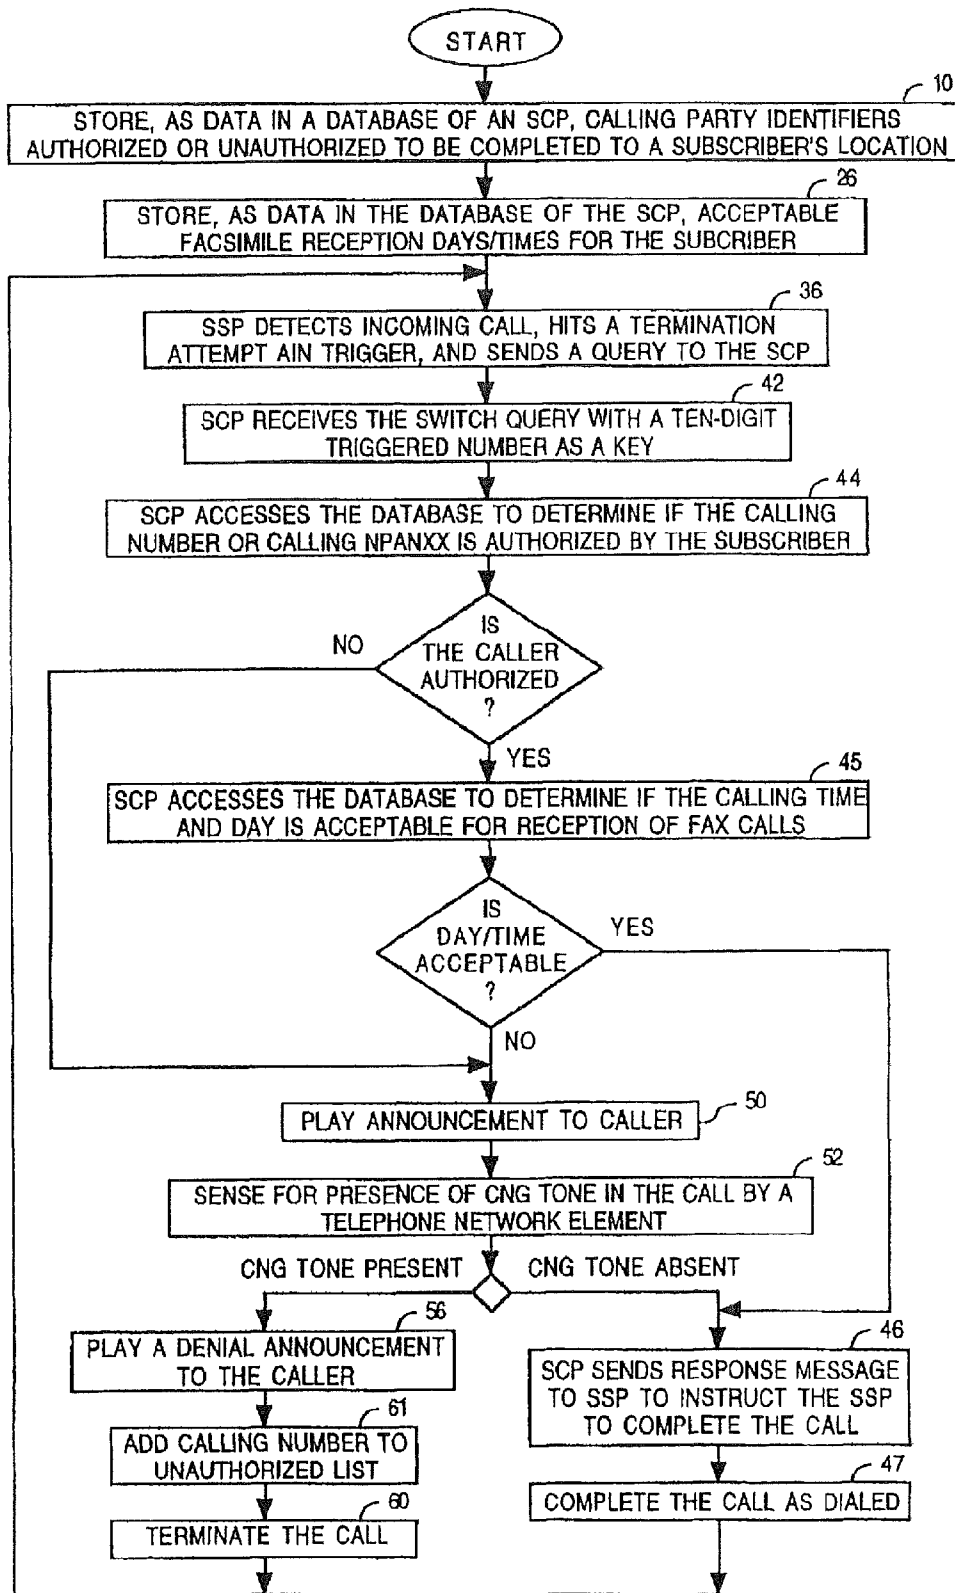 START
10
STORE, AS DATA IN A DATABASE OF AN SCP, CALLING PARTY IDENTIFIERS
AUTHORIZED OR UNAUTHORIZED TO BE COMPLETED TO A SUBSCRIBER'S LOCATION
26
STORE, AS DATA IN THE DATABASE OF THE SCP, ACCEPTABLE
FACSIMILE RECEPTION DAYS/TIMES FOR THE SUBCRIBER
36
SSP DETECTS INCOMING CALL, HITS A TERMINATION
ATTEMPT AIN TRIGGER, AND SENDS A QUERY TO THE SCP
42
SCP RECEIVES THE SWITCH QUERY WITH A TEN-DIGIT
TRIGGERED NUMBER AS A KEY
44
SCP ACCESSES THE DATABASE TO DETERMINE IF THE CALLING
NUMBER OR CALLING NPANXX IS AUTHORIZED BY THE SUBSCRIBER
IS
THE CALLER
AUTHORIZED
?
NO
YES
45
SCP ACCESSES THE DATABASE TO DETERMINE IF THE CALLING TIME
AND DAY IS ACCEPTABLE FOR RECEPTION OF FAX CALLS
IS
DAY/TIME
ACCEPTABLE
?
YES
NO
50
PLAY ANNOUNCEMENT TO CALLER
52
SENSE FOR PRESENCE OF CNG TONE IN THE CALL BY A
TELEPHONE NETWORK ELEMENT
CNG TONE PRESENT
CNG TONE ABSENT
56
PLAY A DENIAL ANNOUNCEMENT
TO THE CALLER
61
ADD CALLING NUMBER TO
UNAUTHORIZED LIST
60
TERMINATE THE CALL
46
SCP SENDS RESPONSE MESSAGE
TO SSP TO INSTRUCT THE SSP
TO COMPLETE THE CALL
47
COMPLETE THE CALL AS DIALED